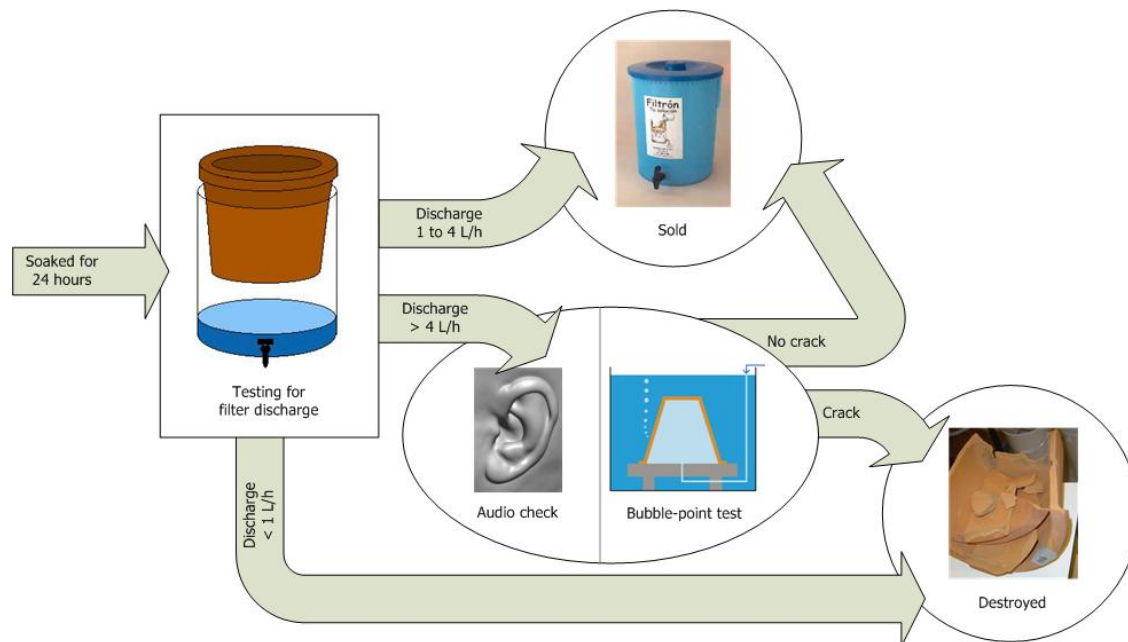 Soaked for
24 hours
Testing for
filter discharge
Discharge
1 to 4 L/h
Discharge
> 4 L/h
Discharge
< 1 L/h
Filtrón
Sold
Audio check
Bubble-point test
No crack
Crack
Destroyed